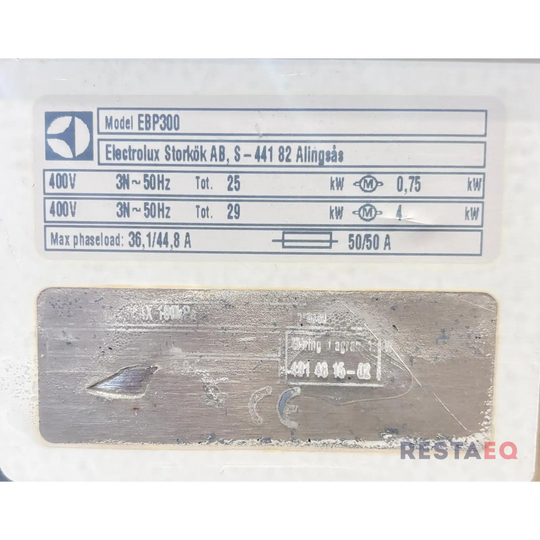 Model EBP300
Electrolux Storkök AB, S-441 82 Alingsås
400V 3N~50Hz Tot. 25 kW M 0,75 kW
400V 3N~50Hz Tot. 29 kW M 4 kW
Max phaseload: 36,1/44,8 A 50/50 A
CE
RESTAEQ